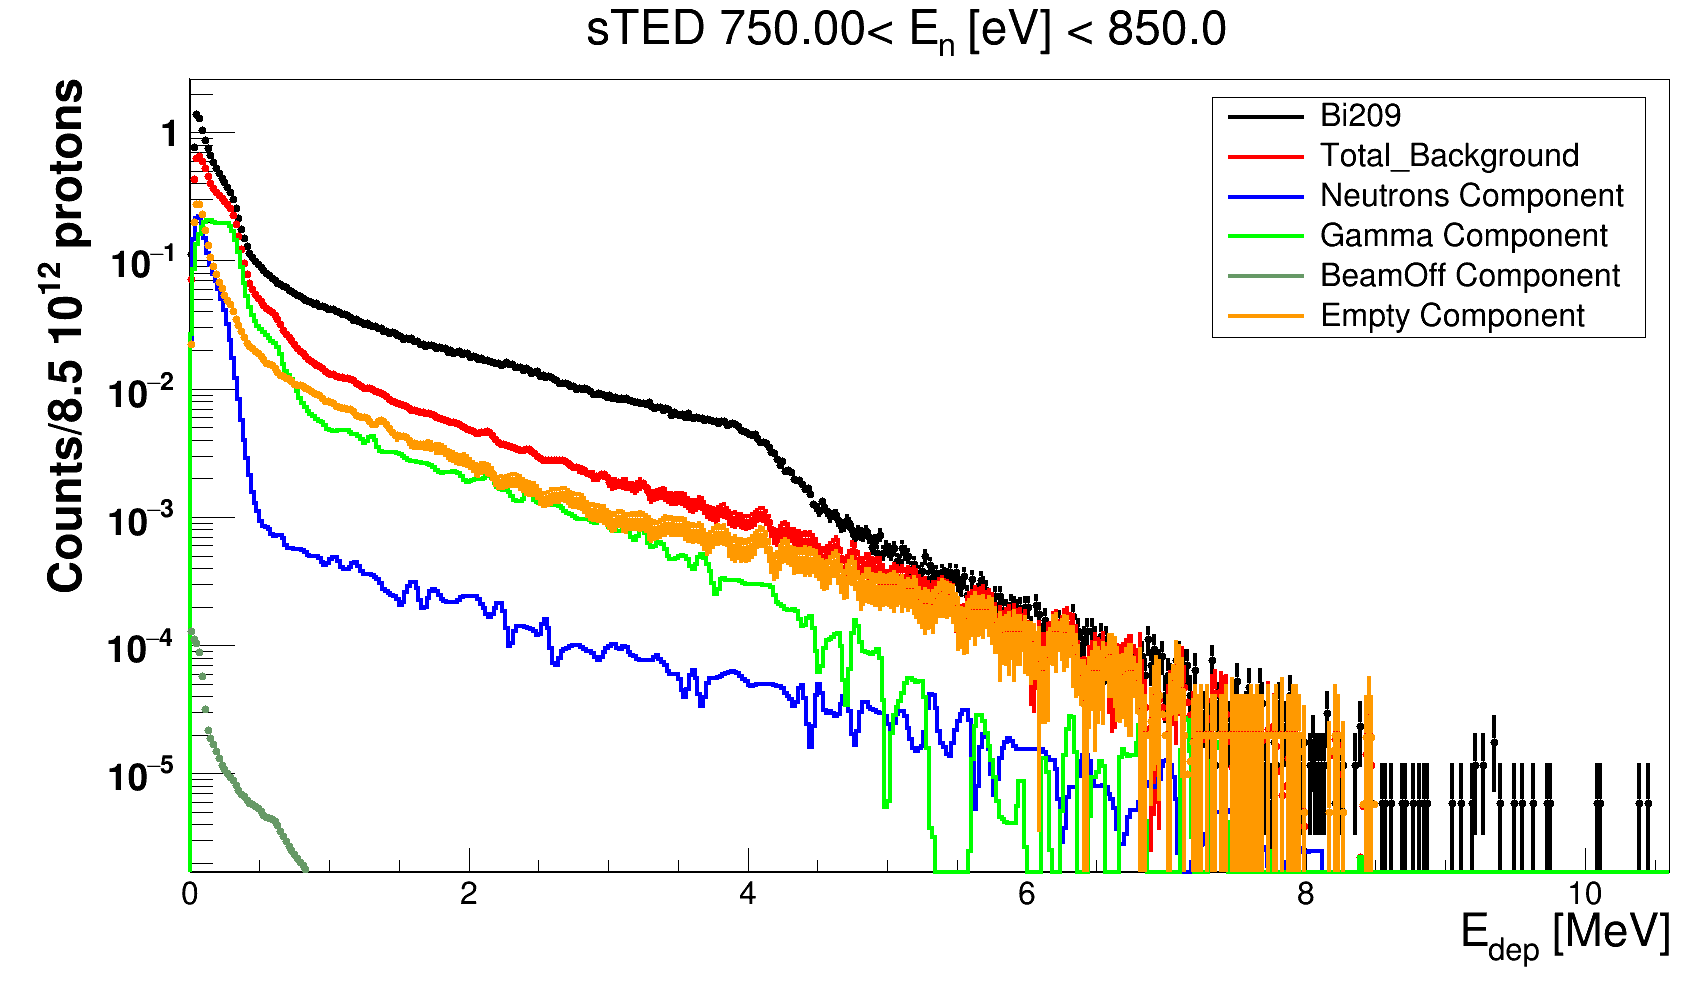 sTED 750.00< En [eV] < 850.0
Counts/8.5 10^12 protons
1
10^−1
10^−2
10^−3
10^−4
10^−5
Bi209
Total_Background
Neutrons Component
Gamma Component
BeamOff Component
Empty Component
0 2 4 6 8 10
Edep [MeV]